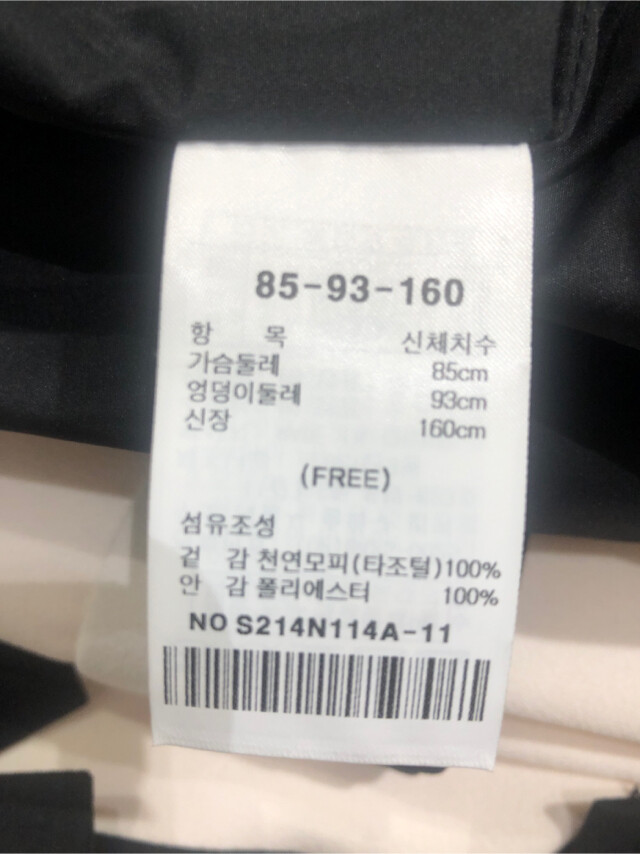 85-93-160
항 목 신체치수
가슴둘레 85cm
엉덩이둘레 93cm
신장 160cm
(FREE)
섬유조성
겉 감 천연모피(타조털)100%
안 감 폴리에스터 100%
NO S214N114A-11